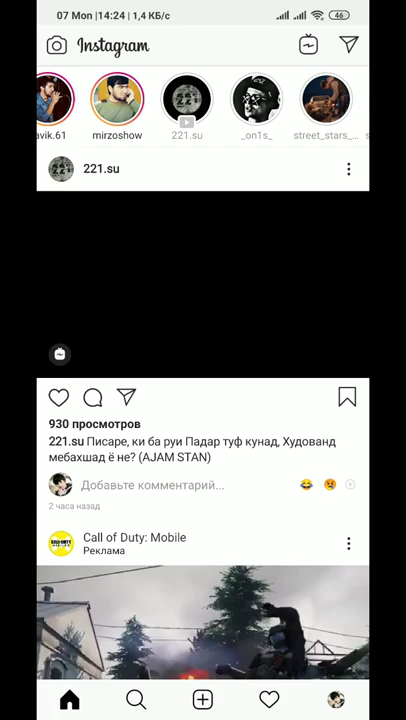 07 Mon |14:24 | 1,4 КБ/с
46
Instagram
avik.61
mirzoshow
221.su
_on1s_
street_stars_...
221.su
930 просмотров
221.su Писаре, ки ба руи Падар туф кунад, Худованд
мебахшад ё не? (AJAM STAN)
Добавьте комментарий...
2 часа назад
Call of Duty: Mobile
Реклама